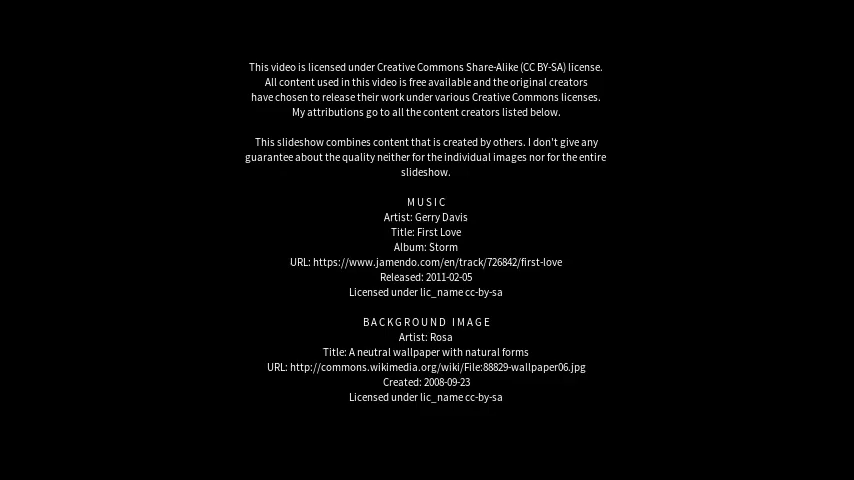 This video is licensed under Creative Commons Share-Alike (CC BY-SA) license.
All content used in this video is free available and the original creators
have chosen to release their work under various Creative Commons licenses.
My attributions go to all the content creators listed below.
This slideshow combines content that is created by others. I don't give any
guarantee about the quality neither for the individual images nor for the entire
slideshow.
MUSIC
Artist: Gerry Davis
Title: First Love
Album: Storm
URL: https://www.jamendo.com/en/track/726842/first-love
Released: 2011-02-05
Licensed under lic_name cc-by-sa
BACKGROUND IMAGE
Artist: Rosa
Title: A neutral wallpaper with natural forms
URL: http://commons.wikimedia.org/wiki/File:88829-wallpaper06.jpg
Created: 2008-09-23
Licensed under lic_name cc-by-sa